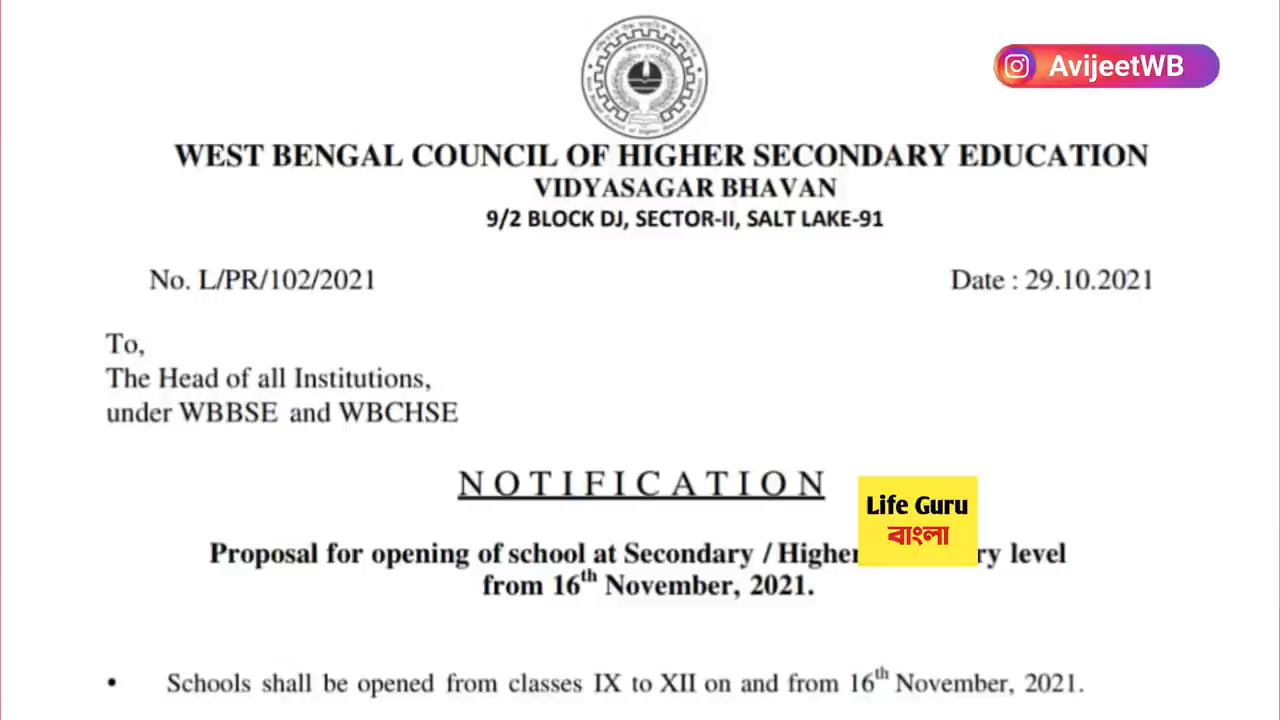 AvijeetWB
WEST BENGAL COUNCIL OF HIGHER SECONDARY EDUCATION
VIDYASAGAR BHAVAN
9/2 BLOCK DJ, SECTOR-II, SALT LAKE-91
No. L/PR/102/2021 Date : 29.10.2021
To,
The Head of all Institutions,
under WBBSE and WBCHSE
NOTIFICATION
Life Guru
বাংলা
Proposal for opening of school at Secondary / Higher ry level
from 16th November, 2021.
• Schools shall be opened from classes IX to XII on and from 16th November, 2021.